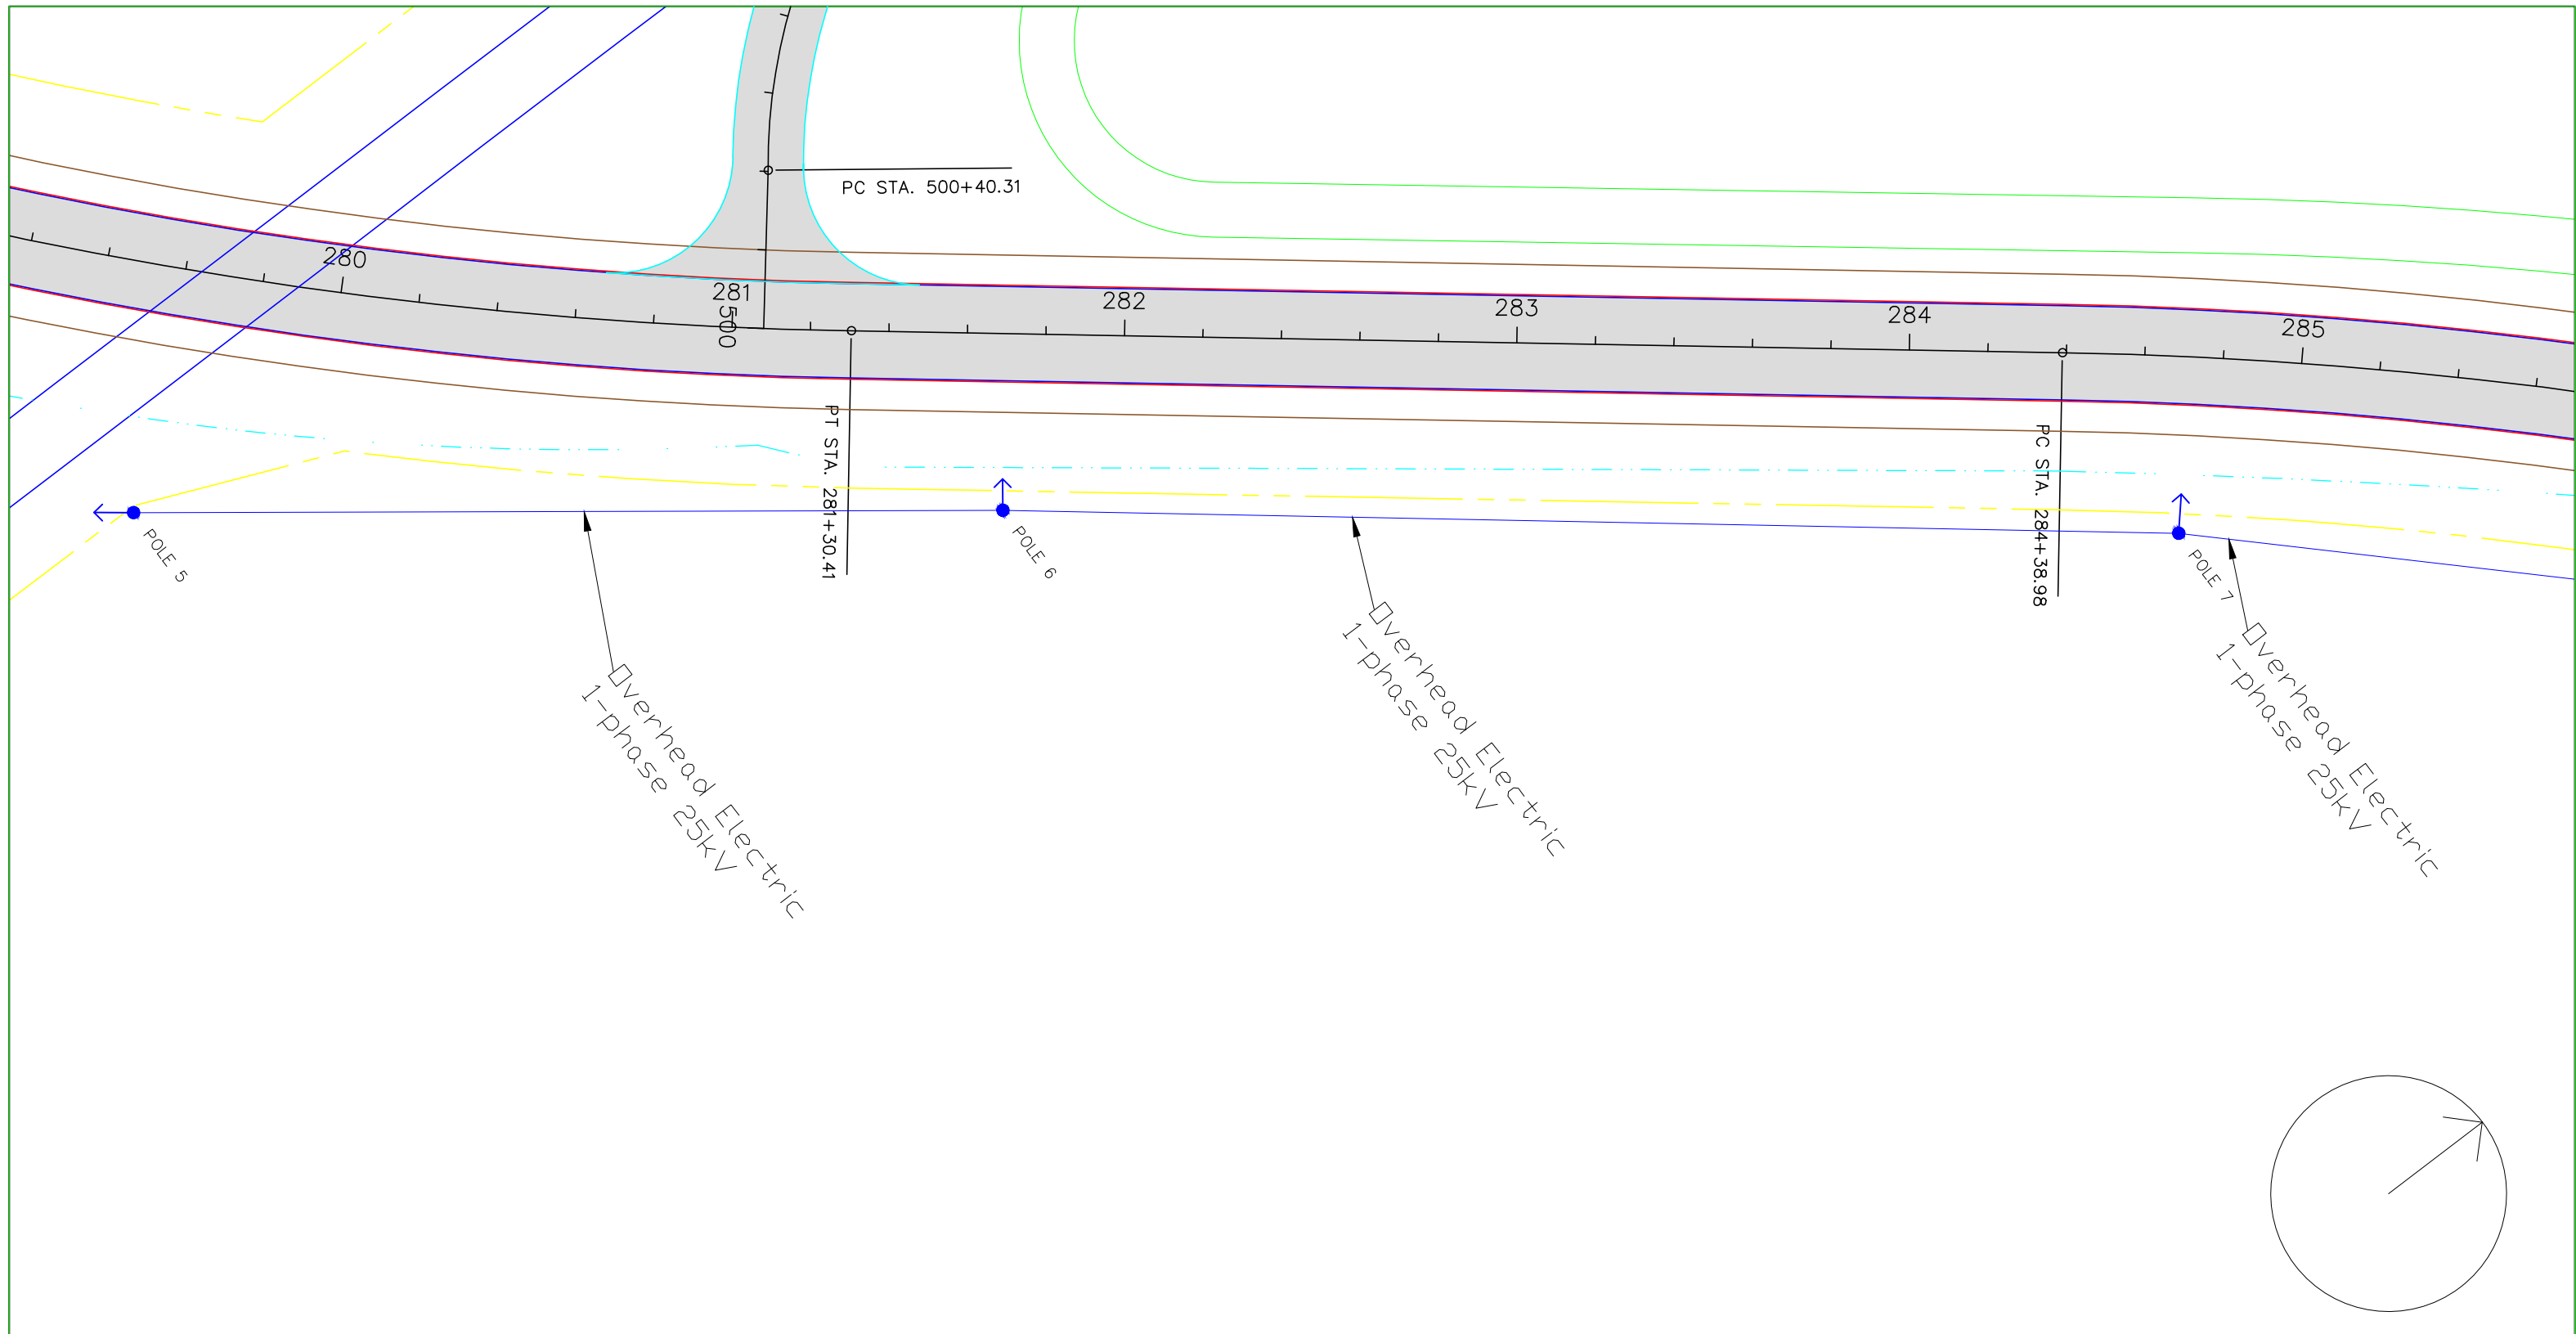 PC STA. 500+40.31
280
281
500
282
283
284
285
PT STA. 281+30.41
PC STA. 284+38.98
POLE 5
POLE 6
POLE 7
Overhead Electric
1-phase 25kV
Overhead Electric
1-phase 25kV
Overhead Electric
1-phase 25kV